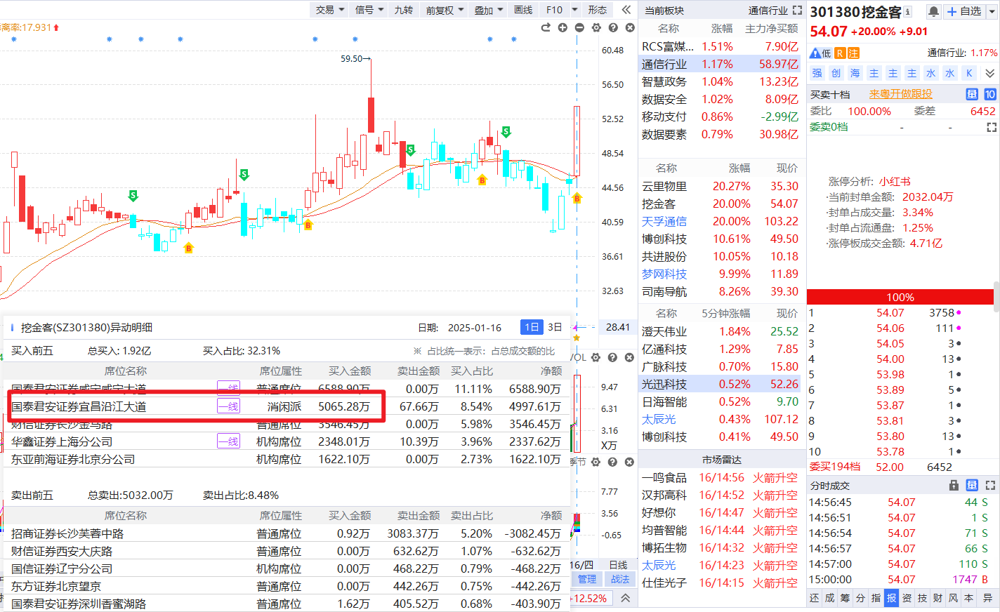 交易 信号 九转 前复权 叠加 画线 F10 形态
离率:17.931
59.50→
60.48
56.50
52.52
48.54
44.56
40.59
36.61
32.63
28.41
S
S
S
S
B
B
B
B
挖金客(SZ301380)异动明细 日期: 2025-01-16 1日 3日
买入前五 总买入: 1.92亿 买入占比: 32.31% ※ 占比统一表示: 占总成交额的比
席位名称 席位属性 买入金额 卖出金额 买入占比 净额
国泰君安证券咸宁咸宁大道 一线 普通席位 6588.90万 0.00万 11.11% 6588.90万
国泰君安证券宜昌沿江大道 一线 消闲派 5065.28万 67.66万 8.54% 4997.61万
财信证券长沙金马路 普通席位 3546.45万 0.00万 5.98% 3546.45万
华鑫证券上海分公司 一线 机构席位 2348.01万 10.39万 3.96% 2337.62万
东亚前海证券北京分公司 机构席位 1622.10万 0.00万 2.73% 1622.10万
卖出前五 总卖出:5032.00万 卖出占比:8.48%
席位名称 席位属性 买入金额 卖出金额 卖出占比 净额
招商证券长沙芙蓉中路 普通席位 0.92万 3083.37万 5.20% -3082.45万
财信证券西安大庆路 普通席位 0.00万 632.62万 1.07% -632.62万
国信证券辽宁分公司 机构席位 0.00万 468.22万 0.79% -468.22万
东方证券北京望京 普通席位 0.00万 442.26万 0.75% -442.26万
国泰君安证券深圳香蜜湖路 普通席位 1.62万 405.52万 0.68% -403.90万
VOL
9.47
6.31
3.16
X万
季节
7.77
3.56
-0.65
16/四 日线
管理 战法
+12.52%
当前板块 通信行业
名称 涨幅 主力净买额
RCS富媒... 1.51% 7.90亿
通信行业 1.17% 58.97亿
智慧政务 1.04% 13.23亿
数据安全 1.02% 8.09亿
移动支付 0.86% -2.99亿
数据要素 0.79% 30.98亿
名称 涨幅 现价
云里物里 20.27% 35.30
挖金客 20.00% 54.07
天孚通信 20.00% 103.22
博创科技 10.61% 49.50
共进股份 10.05% 10.18
梦网科技 9.99% 11.89
司南导航 8.26% 39.30
名称 5分钟涨幅 现价
澄天伟业 1.84% 25.52
亿通科技 1.29% 7.85
广脉科技 0.70% 15.80
光迅科技 0.52% 52.26
日海智能 0.52% 9.70
太辰光 0.43% 107.12
博创科技 0.41% 49.50
市场雷达
一鸣食品 16/14:56 火箭升空
汉邦高科 16/14:52 火箭升空
好想你 16/14:47 火箭升空
均普智能 16/14:44 火箭升空
博拓生物 16/14:32 火箭升空
太辰光 16/14:23 火箭升空
仕佳光子 16/14:15 火箭升空
301380挖金客 自选
54.07 +20.00% +9.01
低 R 注 通信行业: 1.17%
强 创 海 主 主 主 水 水 K
买卖十档 来粤开做跟投 量 10
委比 100.00% 委差 6452
委卖0档 - -
涨停分析: 小红书
·当前封单金额: 2032.04万
·封单占成交量: 3.34%
·封单占流通盘: 1.25%
·涨停板成交金额: 4.71亿
100%
1 54.07 3758
2 54.06 111
3 54.05 3
4 54.00 13
5 53.98 1
6 53.89 5
7 53.87 1
8 53.81 3
9 53.80 13
10 53.78 1
委买194档 52.00 6452
分时成交 量
14:56:45 54.07 44 S
14:56:51 54.07 1 S
14:56:54 54.07 71 S
14:56:57 54.07 66 S
14:57:00 54.07 110 S
15:00:00 54.07 1747 B
还 成 筹 分 指 报 资 技 财 风 本 异